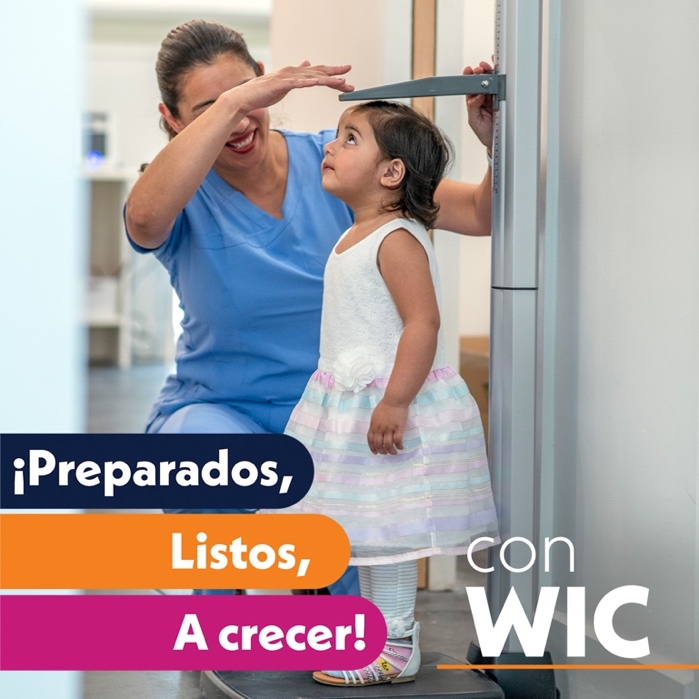 ¡Preparados,
Listos,
A crecer!
con
WIC